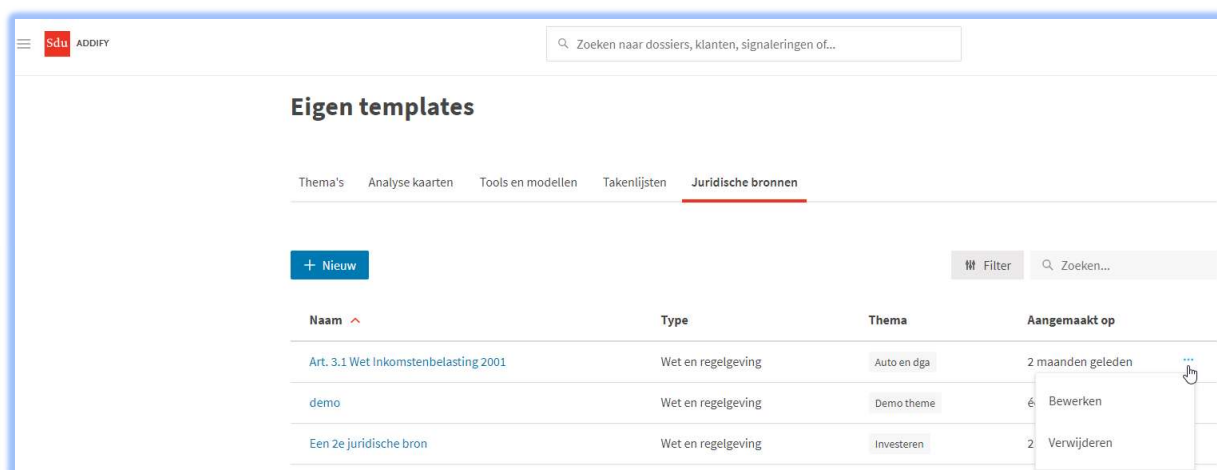 Sdu ADDIFY Zoeken naar dossiers, klanten, signaleringen of...
Eigen templates
Thema's Analyse kaarten Tools en modellen Takenlijsten Juridische bronnen
+ Nieuw Filter Zoeken...
Naam Type Thema Aangemaakt op
Art. 3.1 Wet Inkomstenbelasting 2001 Wet en regelgeving Auto en dga 2 maanden geleden ...
demo Wet en regelgeving Demo theme Bewerken
Een 2e juridische bron Wet en regelgeving Investeren 2 Verwijderen